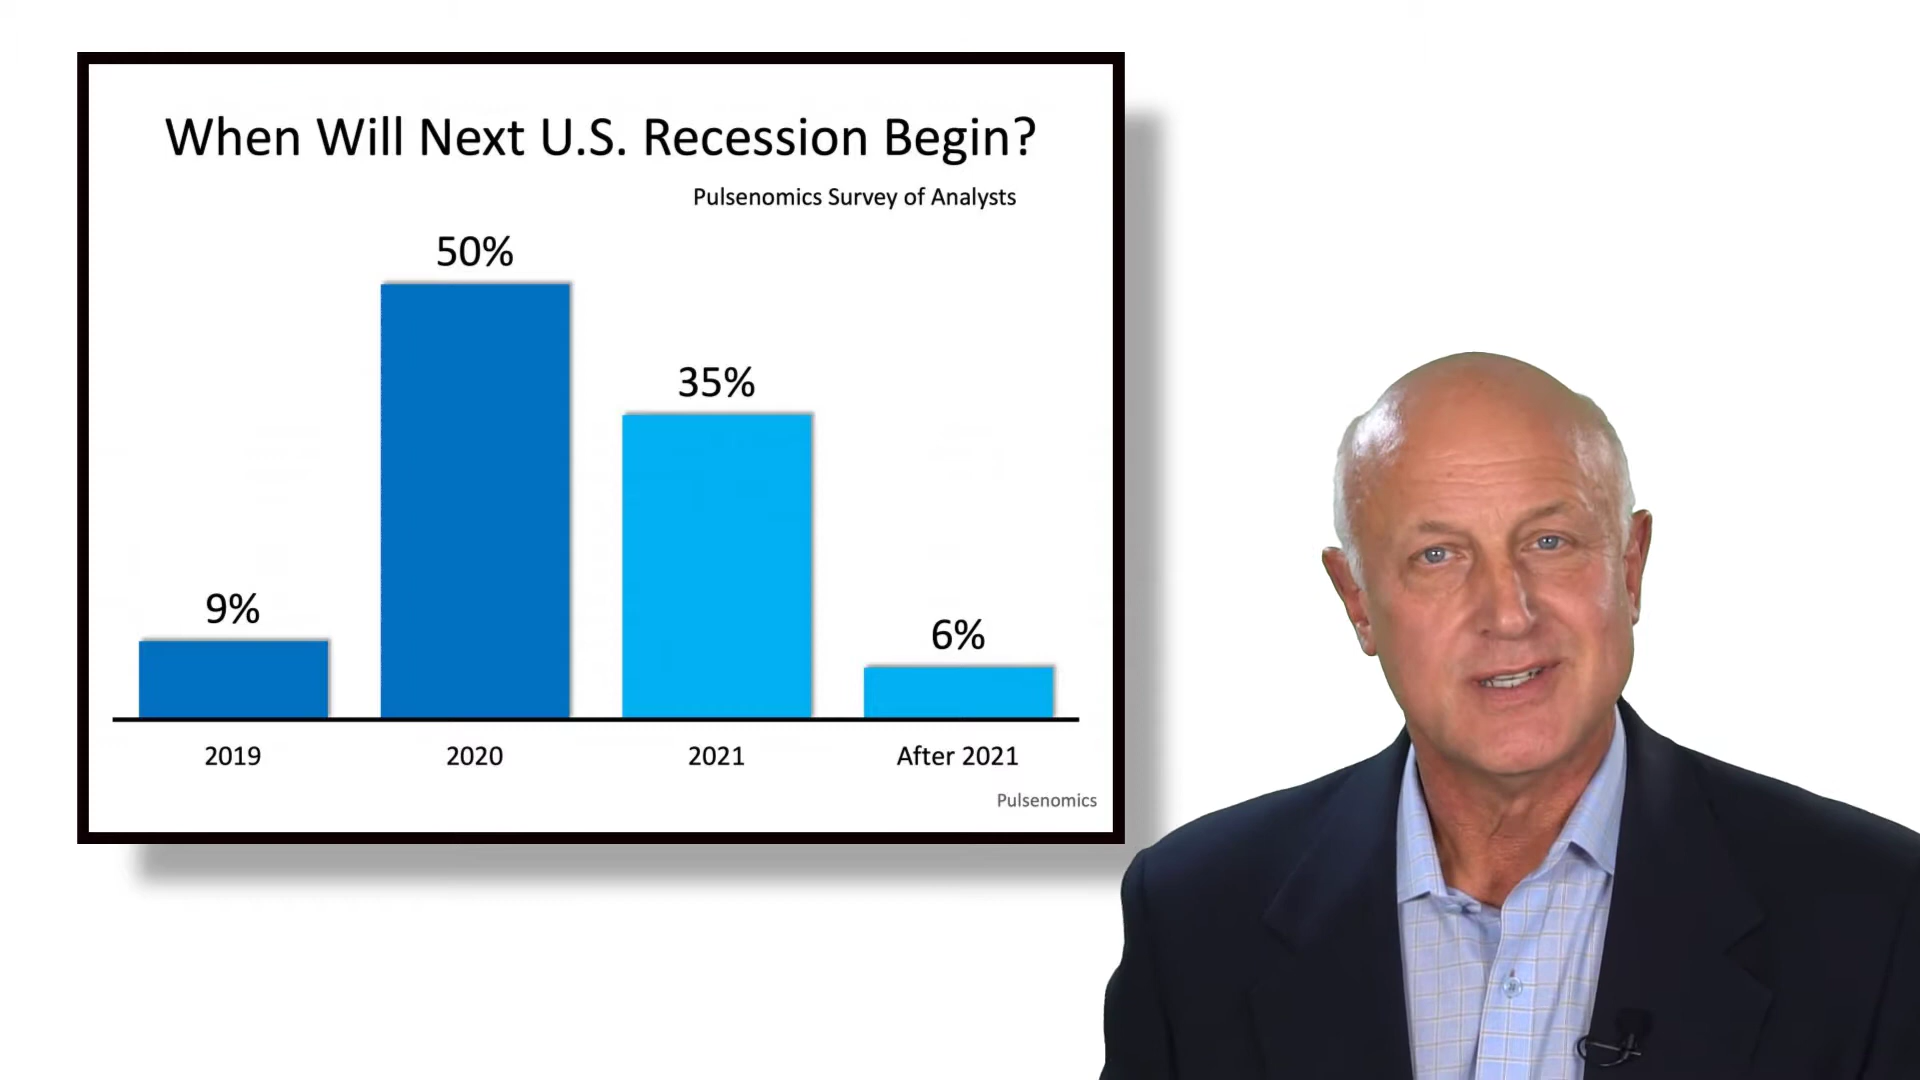 When Will Next U.S. Recession Begin?
Pulsenomics Survey of Analysts
50%
35%
9%
6%
2019
2020
2021
After 2021
Pulsenomics